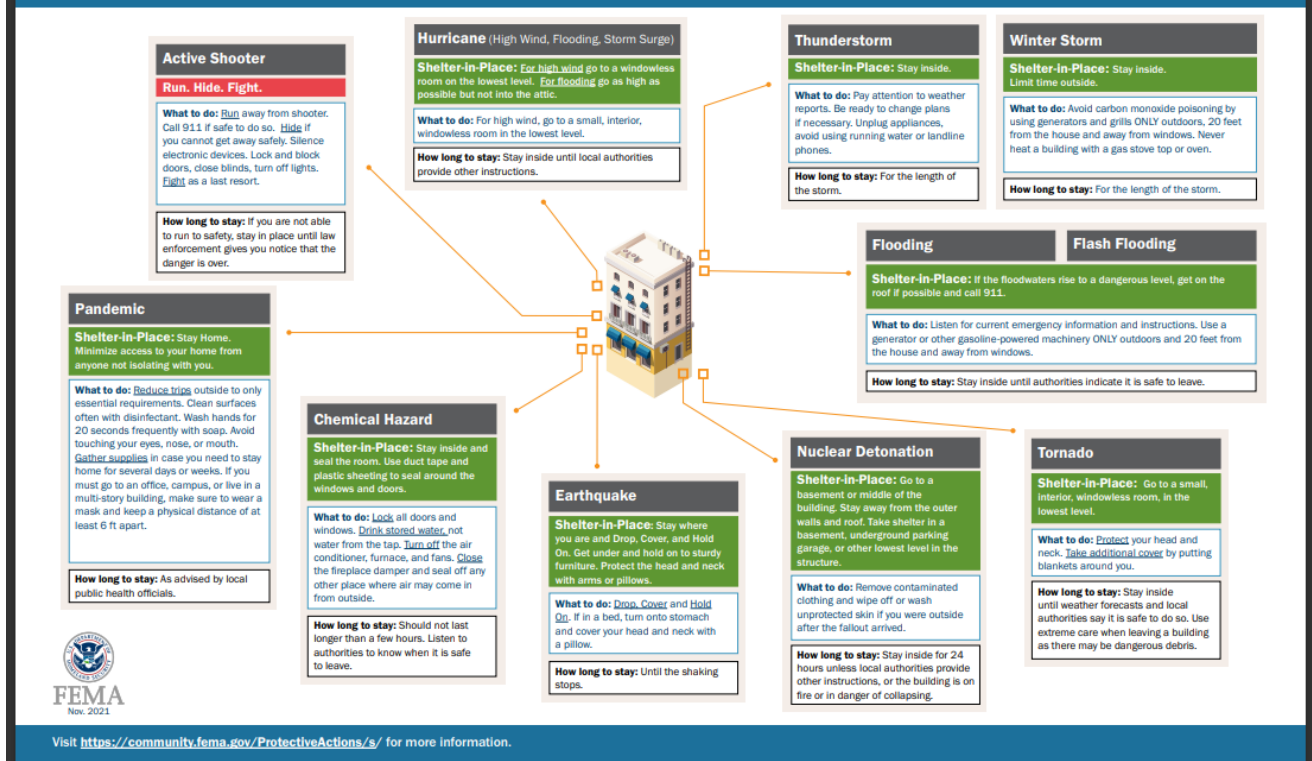 Active Shooter
Run. Hide. Fight.
What to do: Run away from shooter.
Call 911 if safe to do so. Hide if
you cannot get away safely. Silence
electronic devices. Lock and block
doors, close blinds, turn off lights.
Fight as a last resort.
How long to stay: If you are not able
to run to safety, stay in place until law
enforcement gives you notice that the
danger is over.
Hurricane (High Wind, Flooding, Storm Surge)
Shelter-in-Place: For high wind go to a windowless
room on the lowest level. For flooding go as high as
possible but not into the attic.
What to do: For high wind, go to a small, interior,
windowless room in the lowest level.
How long to stay: Stay inside until local authorities
provide other instructions.
Thunderstorm
Shelter-in-Place: Stay inside.
What to do: Pay attention to weather
reports. Be ready to change plans
if necessary. Unplug appliances,
avoid using running water or landline
phones.
How long to stay: For the length of
the storm.
Winter Storm
Shelter-in-Place: Stay inside.
Limit time outside.
What to do: Avoid carbon monoxide poisoning by
using generators and grills ONLY outdoors, 20 feet
from the house and away from windows. Never
heat a building with a gas stove top or oven.
How long to stay: For the length of the storm.
Flooding
Flash Flooding
Shelter-in-Place: If the floodwaters rise to a dangerous level, get on the
roof if possible and call 911.
What to do: Listen for current emergency information and instructions. Use a
generator or other gasoline-powered machinery ONLY outdoors and 20 feet from
the house and away from windows.
How long to stay: Stay inside until authorities indicate it is safe to leave.
Pandemic
Shelter-in-Place: Stay Home.
Minimize access to your home from
anyone not isolating with you.
What to do: Reduce trips outside to only
essential requirements. Clean surfaces
often with disinfectant. Wash hands for
20 seconds frequently with soap. Avoid
touching your eyes, nose, or mouth.
Gather supplies in case you need to stay
home for several days or weeks. If you
must go to an office, campus, or live in a
multi-story building, make sure to wear a
mask and keep a physical distance of at
least 6 ft apart.
How long to stay: As advised by local
public health officials.
Chemical Hazard
Shelter-in-Place: Stay inside and
seal the room. Use duct tape and
plastic sheeting to seal around the
windows and doors.
What to do: Lock all doors and
windows. Drink stored water, not
water from the tap. Turn off the air
conditioner, furnace, and fans. Close
the fireplace damper and seal off any
other place where air may come in
from outside.
How long to stay: Should not last
longer than a few hours. Listen to
authorities to know when it is safe
to leave.
Earthquake
Shelter-in-Place: Stay where
you are and Drop, Cover, and Hold
On. Get under and hold on to sturdy
furniture. Protect the head and neck
with arms or pillows.
What to do: Drop, Cover and Hold
On. If in a bed, turn onto stomach
and cover your head and neck with
a pillow.
How long to stay: Until the shaking
stops.
Nuclear Detonation
Shelter-in-Place: Go to a
basement or middle of the
building. Stay away from the outer
walls and roof. Take shelter in a
basement, underground parking
garage, or other lowest level in the
structure.
What to do: Remove contaminated
clothing and wipe off or wash
unprotected skin if you were outside
after the fallout arrived.
How long to stay: Stay inside for 24
hours unless local authorities provide
other instructions, or the building is on
fire or in danger of collapsing.
Tornado
Shelter-in-Place: Go to a small,
interior, windowless room, in the
lowest level.
What to do: Protect your head and
neck. Take additional cover by putting
blankets around you.
How long to stay: Stay inside
until weather forecasts and local
authorities say it is safe to do so. Use
extreme care when leaving a building
as there may be dangerous debris.
FEMA
Nov. 2021
Visit https://community.fema.gov/ProtectiveActions/s/ for more information.